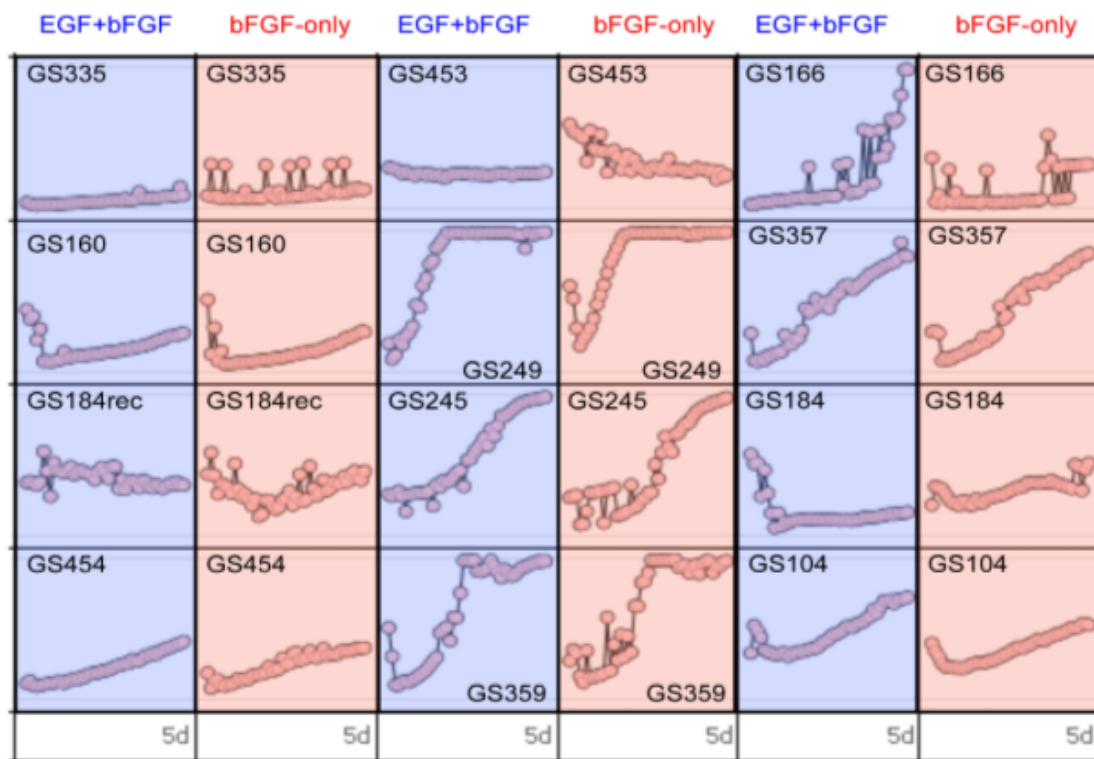 EGF+bFGF bFGF-only EGF+bFGF bFGF-only EGF+bFGF bFGF-only
GS335 GS335 GS453 GS453 GS166 GS166
GS160 GS160 GS249 GS249 GS357 GS357
GS184rec GS184rec GS245 GS245 GS184 GS184
GS454 GS454 GS359 GS359 GS104 GS104
5d 5d 5d 5d 5d 5d